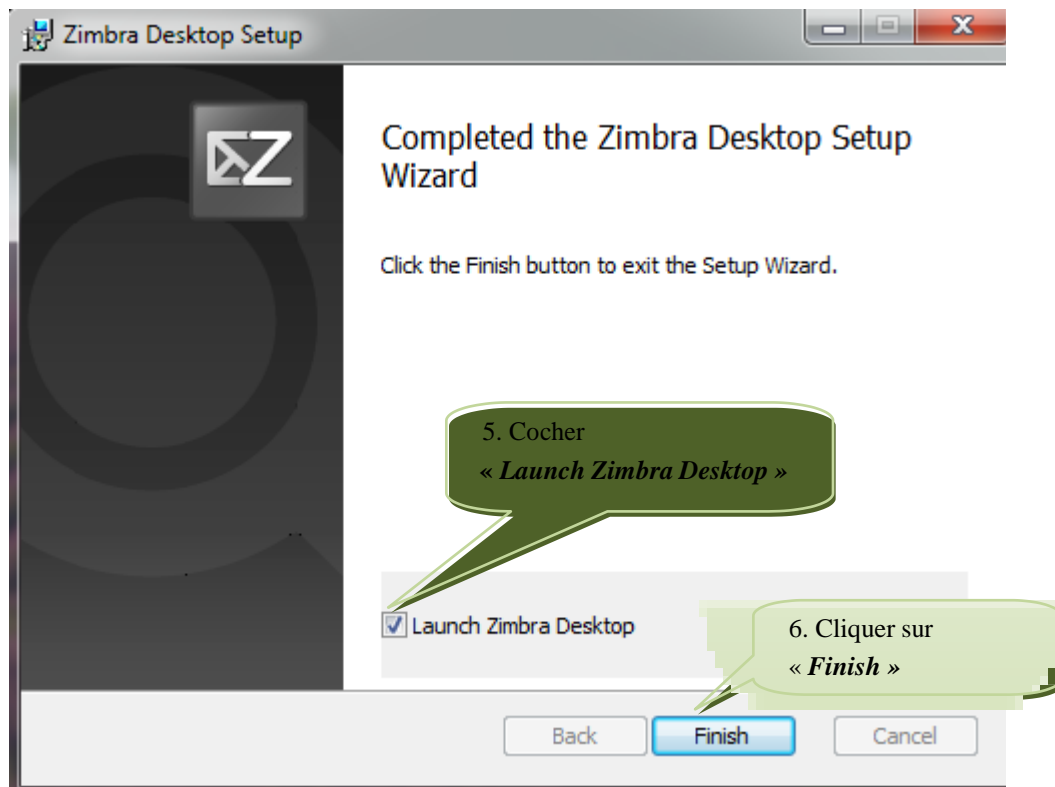 Zimbra Desktop Setup
Completed the Zimbra Desktop Setup
Wizard
Click the Finish button to exit the Setup Wizard.
5. Cocher
« Launch Zimbra Desktop »
Launch Zimbra Desktop
6. Cliquer sur
« Finish »
Back Finish Cancel